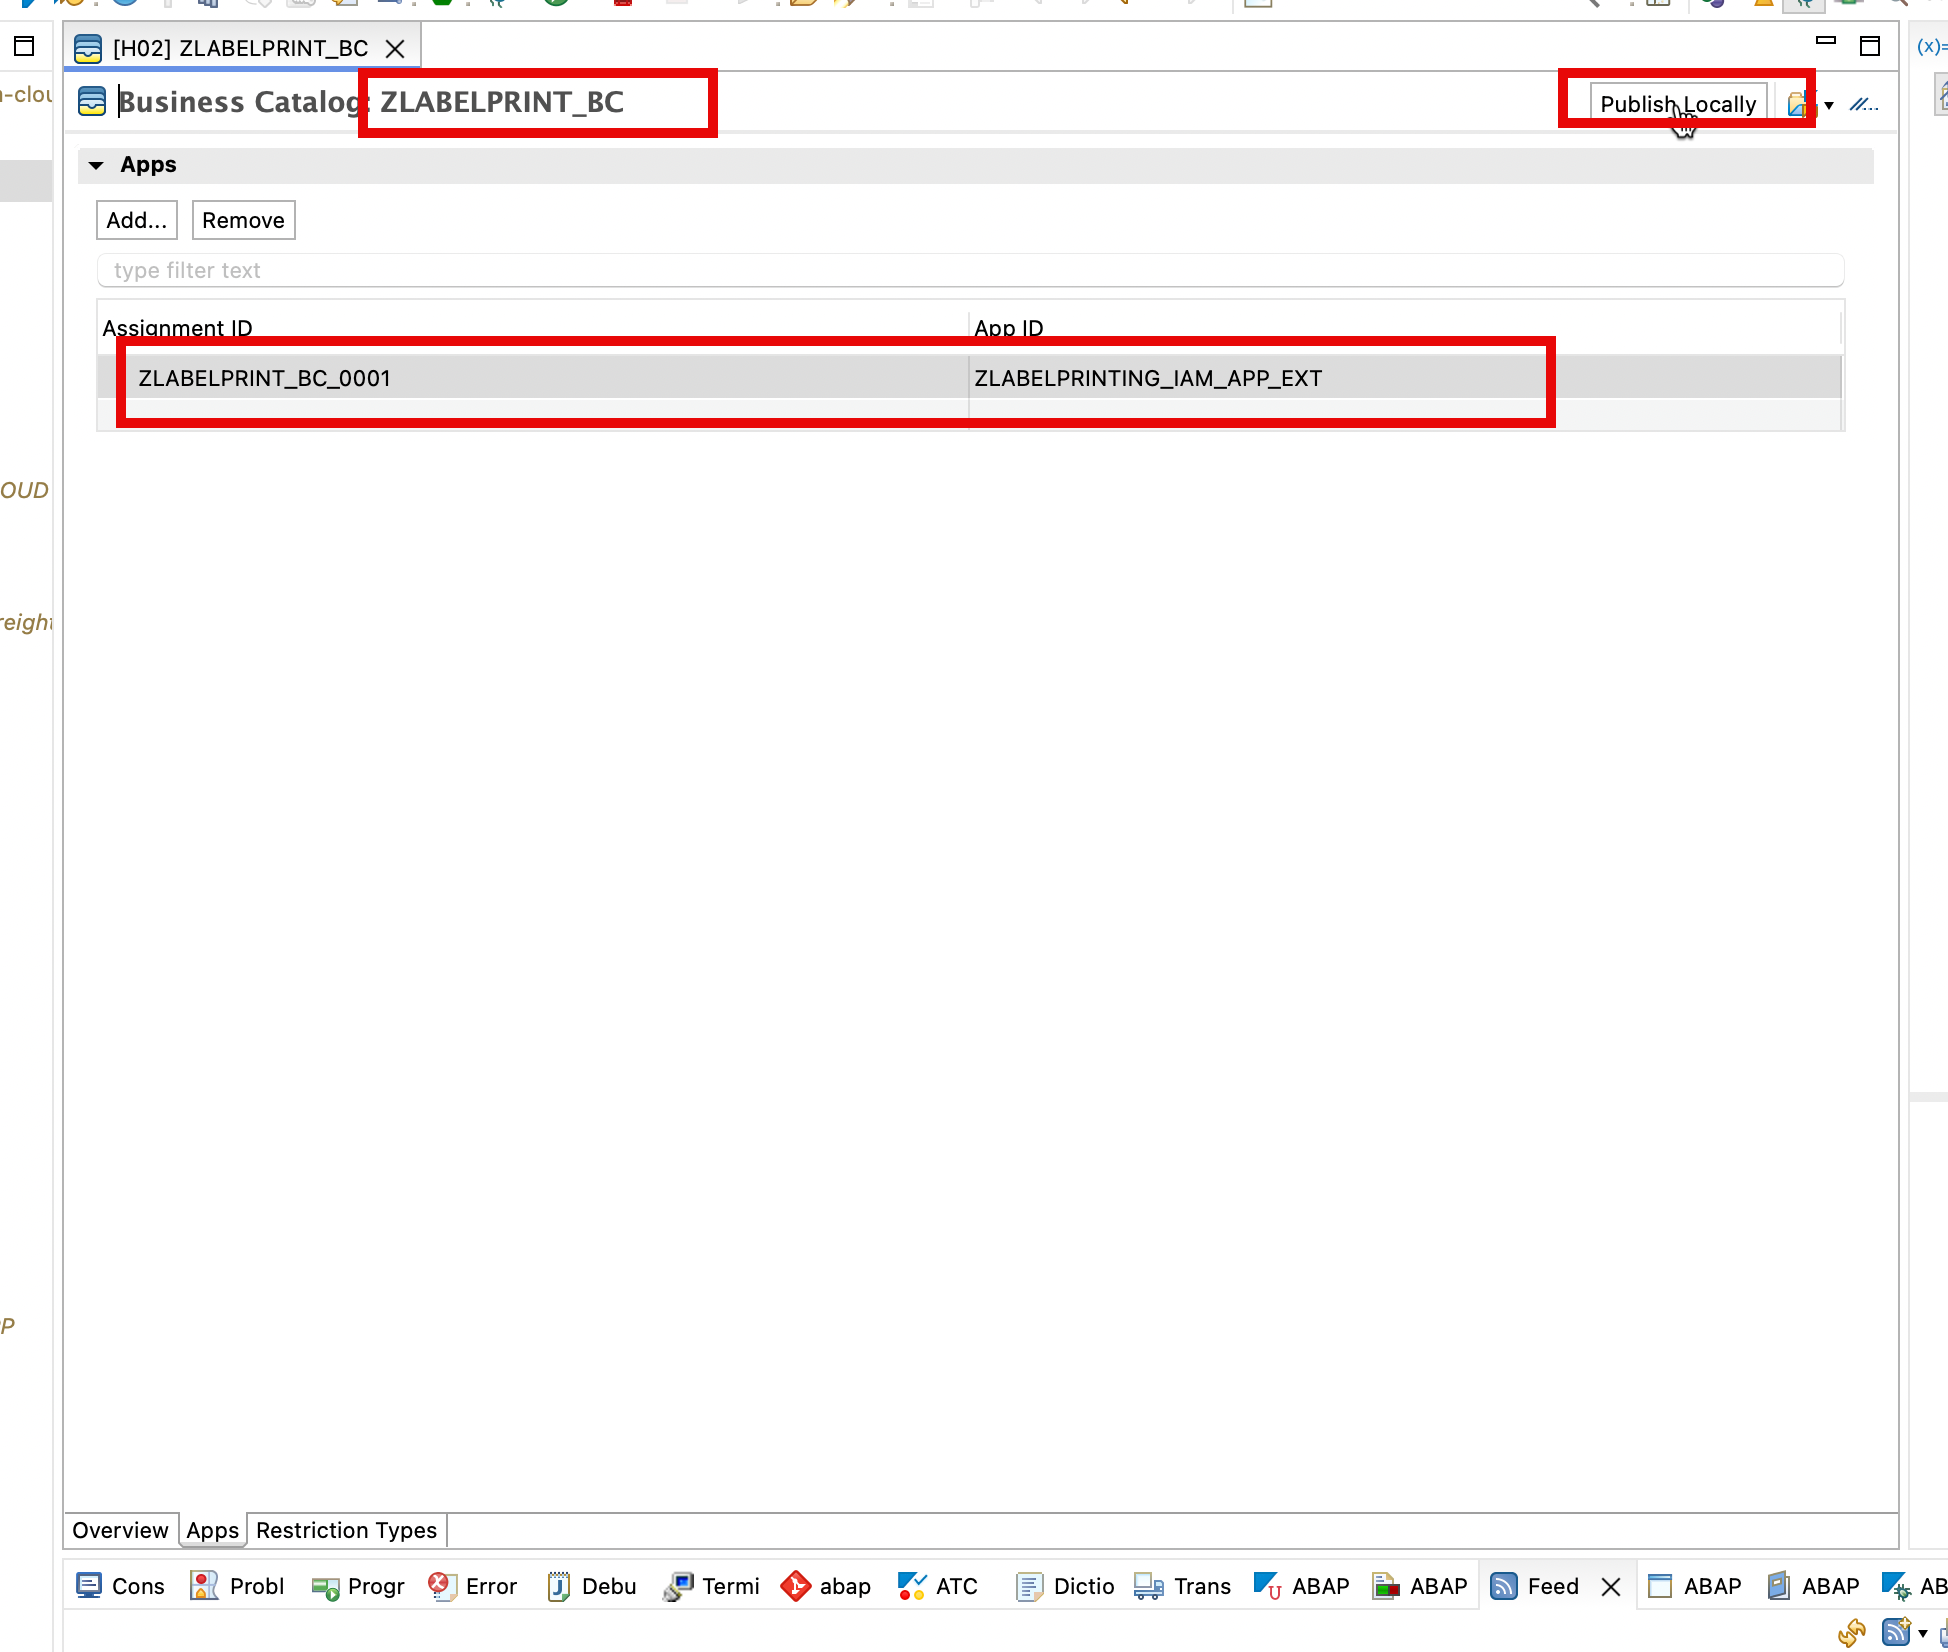 [H02] ZLABELPRINT_BC
(x)=
Business Catalog: ZLABELPRINT_BC
Publish Locally
Apps
Add... Remove
type filter text
Assignment ID App ID
ZLABELPRINT_BC_0001 ZLABELPRINTING_IAM_APP_EXT
OUD
P
Overview Apps Restriction Types
Cons Probl Progr Error Debu Termi abap ATC Dictio Trans ABAP ABAP Feed ABAP ABAP AB